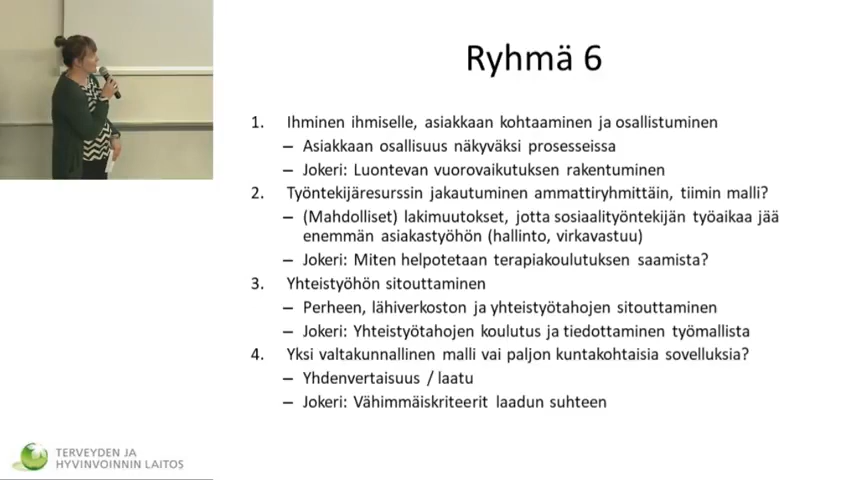 Ryhmä 6
1. Ihminen ihmiselle, asiakkaan kohtaaminen ja osallistuminen
– Asiakkaan osallisuus näkyväksi prosesseissa
– Jokeri: Luontevan vuorovaikutuksen rakentuminen
2. Työntekijäresurssin jakautuminen ammattiryhmittäin, tiimin malli?
– (Mahdolliset) lakimuutokset, jotta sosiaalityöntekijän työaikaa jää
enemmän asiakastyöhön (hallinto, virkavastuu)
– Jokeri: Miten helpotetaan terapiakoulutuksen saamista?
3. Yhteistyöhön sitouttaminen
– Perheen, lähiverkoston ja yhteistyötahojen sitouttaminen
– Jokeri: Yhteistyötahojen koulutus ja tiedottaminen työmallista
4. Yksi valtakunnallinen malli vai paljon kuntakohtaisia sovelluksia?
– Yhdenvertaisuus / laatu
– Jokeri: Vähimmäiskriteerit laadun suhteen
TERVEYDEN JA
HYVINVOINNIN LAITOS